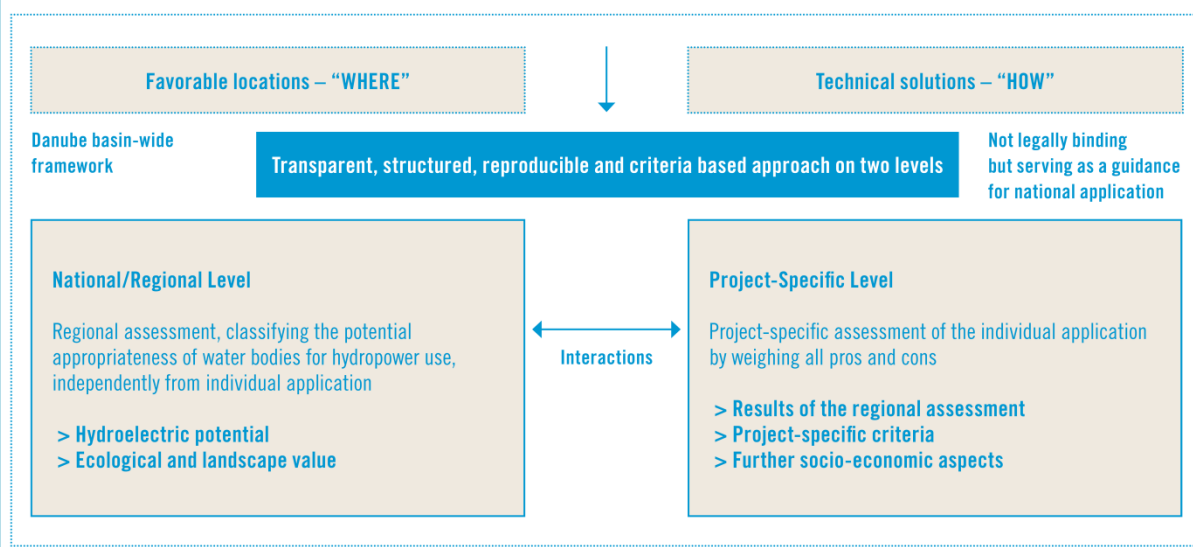 Favorable locations – “WHERE”
Technical solutions – “HOW”
Danube basin-wide
framework
Transparent, structured, reproducible and criteria based approach on two levels
Not legally binding
but serving as a guidance
for national application
National/Regional Level
Regional assessment, classifying the potential
appropriateness of water bodies for hydropower use,
independently from individual application
> Hydroelectric potential
> Ecological and landscape value
Interactions
Project-Specific Level
Project-specific assessment of the individual application
by weighing all pros and cons
> Results of the regional assessment
> Project-specific criteria
> Further socio-economic aspects